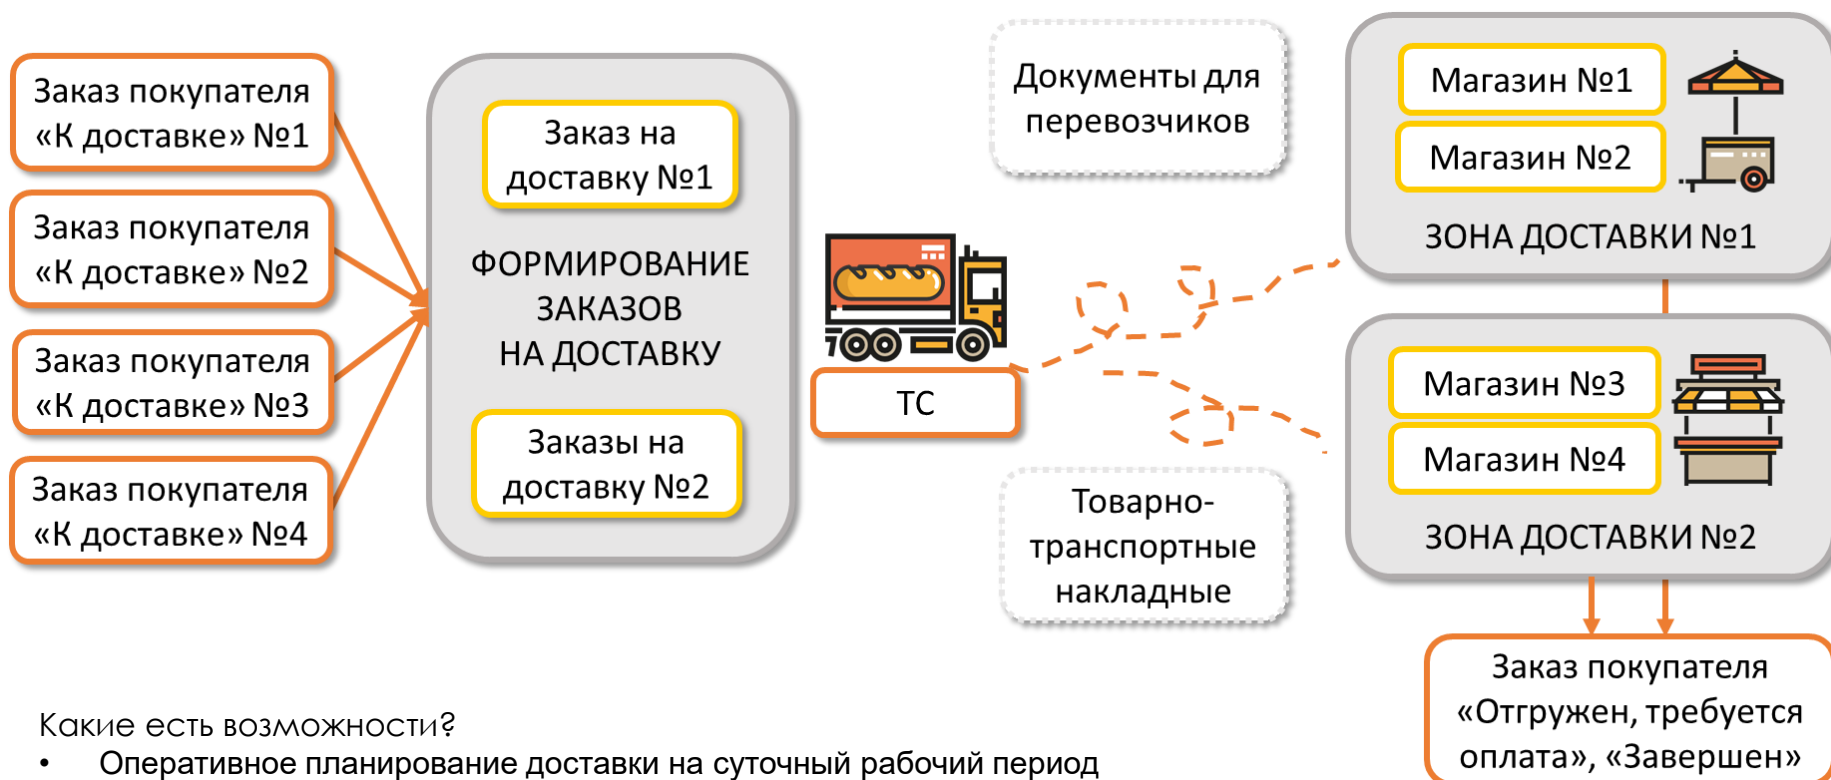 Заказ покупателя
«К доставке» №1
Заказ покупателя
«К доставке» №2
Заказ покупателя
«К доставке» №3
Заказ покупателя
«К доставке» №4
Заказ на
доставку №1
ФОРМИРОВАНИЕ
ЗАКАЗОВ
НА ДОСТАВКУ
Заказы на
доставку №2
ТС
Документы для
перевозчиков
Товарно-
транспортные
накладные
Магазин №1
Магазин №2
ЗОНА ДОСТАВКИ №1
Магазин №3
Магазин №4
ЗОНА ДОСТАВКИ №2
Заказ покупателя
«Отгружен, требуется
оплата», «Завершен»
Какие есть возможности?
• Оперативное планирование доставки на суточный рабочий период